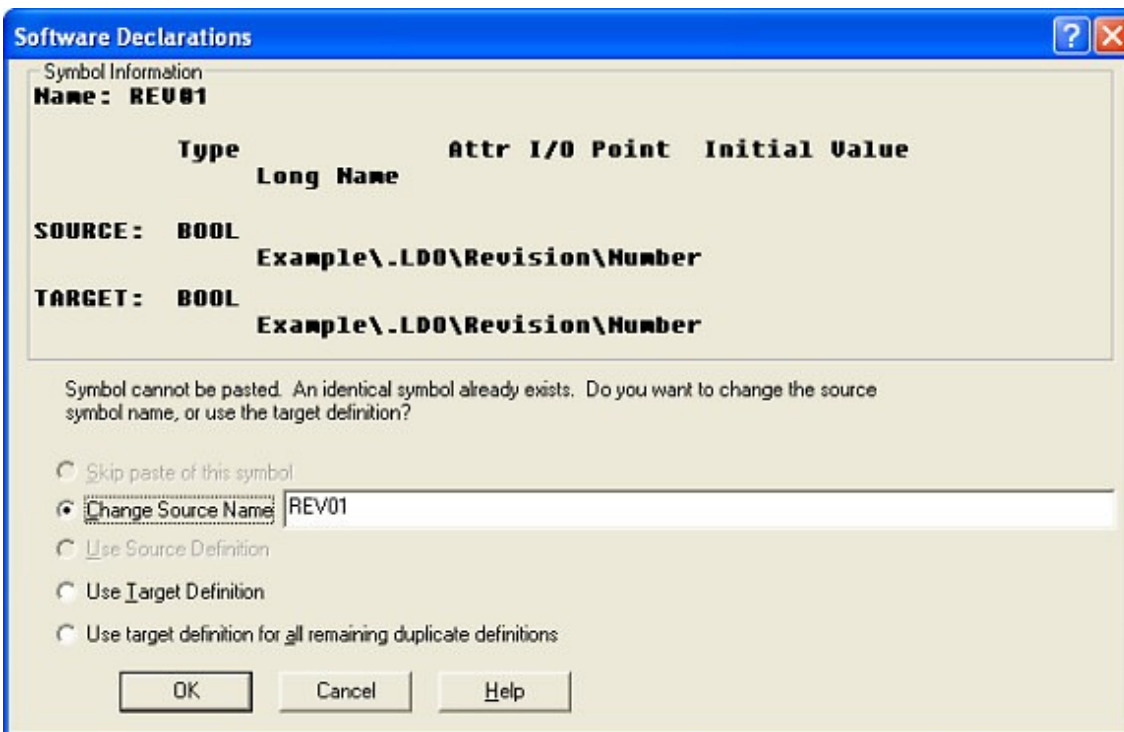 Software Declarations
Symbol Information
Name: REV01
Type Attr I/O Point Initial Value
Long Name
SOURCE: BOOL
Example\.LDO\Revision\Number
TARGET: BOOL
Example\.LDO\Revision\Number
Symbol cannot be pasted. An identical symbol already exists. Do you want to change the source
symbol name, or use the target definition?
Skip paste of this symbol
Change Source Name REV01
Use Source Definition
Use Target Definition
Use target definition for all remaining duplicate definitions
OK Cancel Help